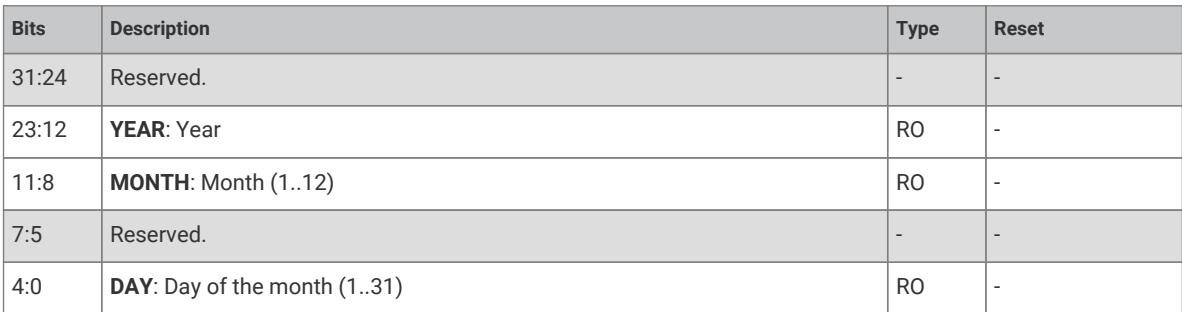 Bits Description Type Reset
31:24 Reserved. - -
23:12 YEAR: Year RO -
11:8 MONTH: Month (1..12) RO -
7:5 Reserved. - -
4:0 DAY: Day of the month (1..31) RO -